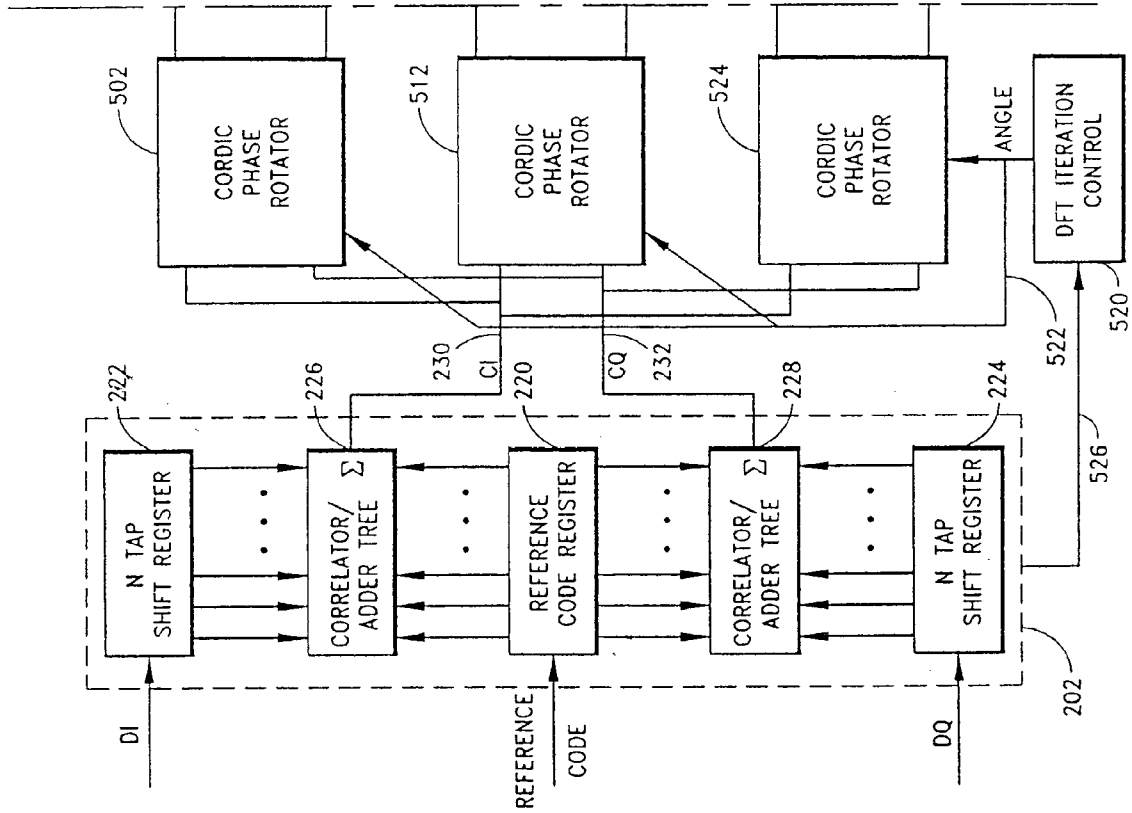 DI
REFERENCE
CODE
DQ
N TAP
SHIFT REGISTER
222
CORRELATOR/
ADDER TREE
Σ
226
REFERENCE
CODE REGISTER
220
CORRELATOR/
ADDER TREE
Σ
228
N TAP
SHIFT REGISTER
224
202
230
CI
CQ
232
526
522
520
502
CORDIC
PHASE
ROTATOR
512
CORDIC
PHASE
ROTATOR
524
CORDIC
PHASE
ROTATOR
ANGLE
DFT ITERATION
CONTROL